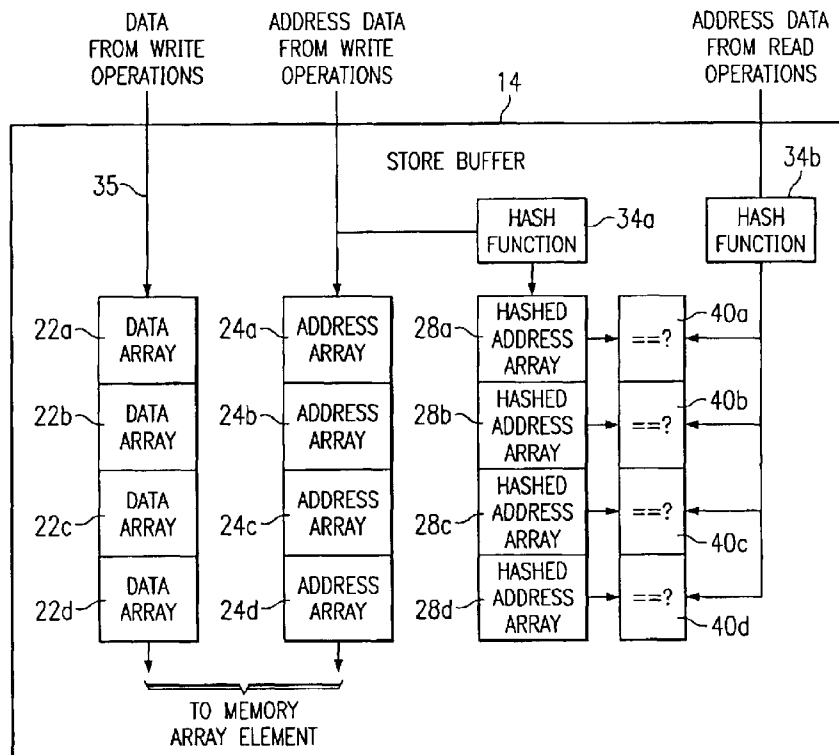 DATA
FROM WRITE
OPERATIONS
ADDRESS DATA
FROM WRITE
OPERATIONS
ADDRESS DATA
FROM READ
OPERATIONS
14
STORE BUFFER
35
34b
HASH
FUNCTION
34a
HASH
FUNCTION
22a
DATA
ARRAY
24a
ADDRESS
ARRAY
28a
HASHED
ADDRESS
ARRAY
==?
40a
22b
DATA
ARRAY
24b
ADDRESS
ARRAY
28b
HASHED
ADDRESS
ARRAY
==?
40b
22c
DATA
ARRAY
24c
ADDRESS
ARRAY
28c
HASHED
ADDRESS
ARRAY
==?
40c
22d
DATA
ARRAY
24d
ADDRESS
ARRAY
28d
HASHED
ADDRESS
ARRAY
==?
40d
TO MEMORY
ARRAY ELEMENT